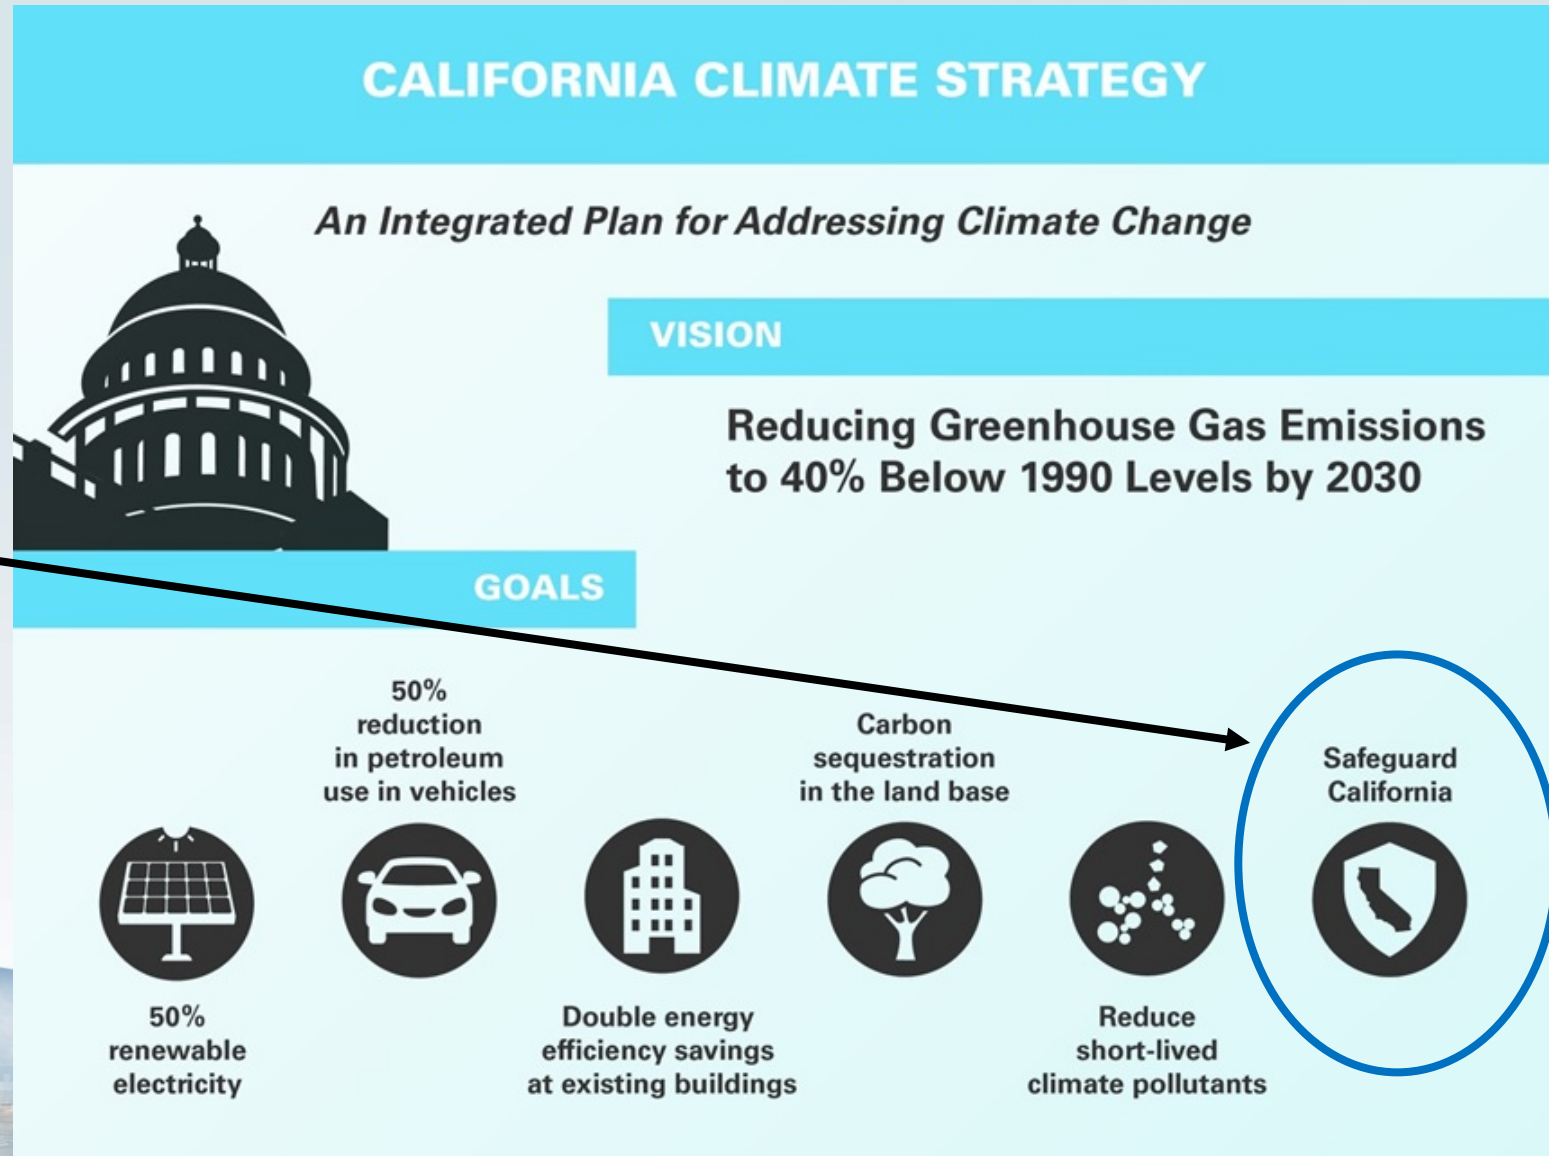 CALIFORNIA CLIMATE STRATEGY
An Integrated Plan for Addressing Climate Change
VISION
Reducing Greenhouse Gas Emissions
to 40% Below 1990 Levels by 2030
GOALS
50%
renewable
electricity
50%
reduction
in petroleum
use in vehicles
Double energy
efficiency savings
at existing buildings
Carbon
sequestration
in the land base
Reduce
short-lived
climate pollutants
Safeguard
California